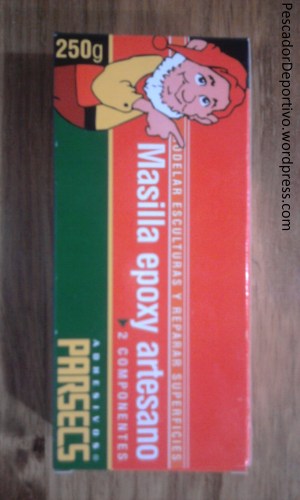 250g
MODELAR ESCULTURAS Y REPARAR SUPERFICIES
Masilla epoxy artesano
2 COMPONENTES
ADHESIVOS
PARSECS
PescadorDeportivo.wordpress.com